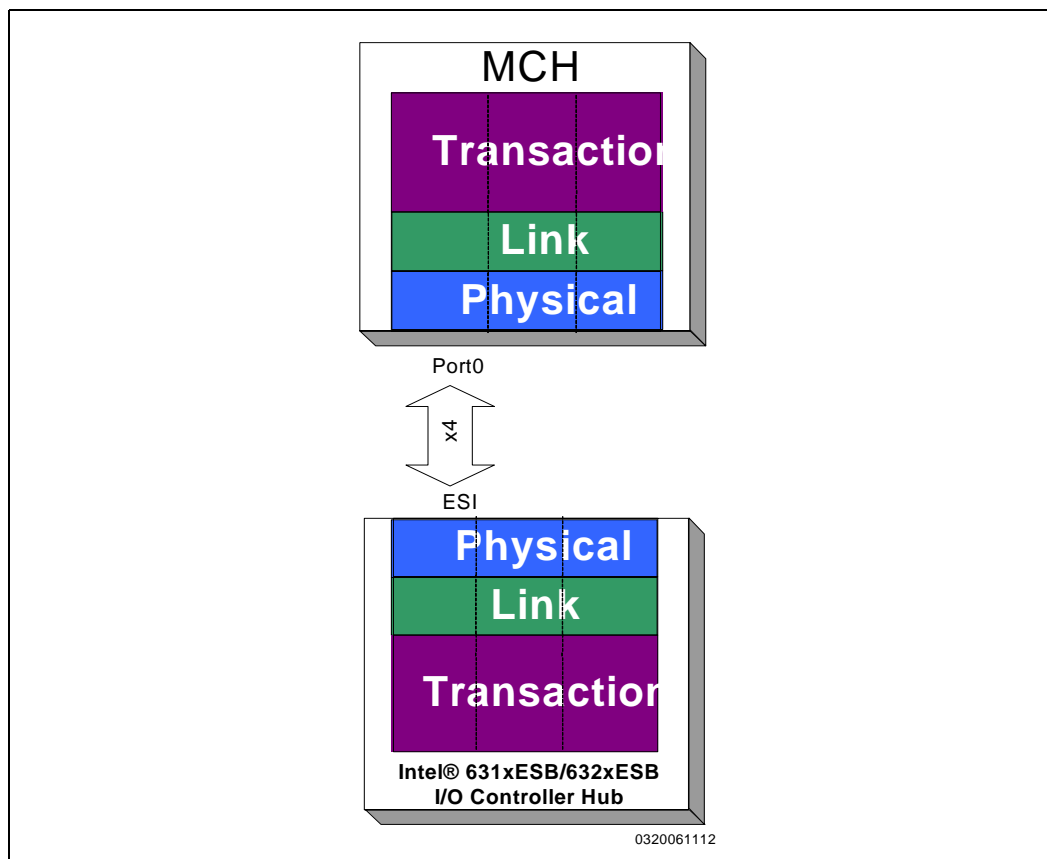 MCH
Transaction
Link
Physical
Port0
x4
ESI
Physical
Link
Transaction
Intel® 631xESB/632xESB
I/O Controller Hub
0320061112